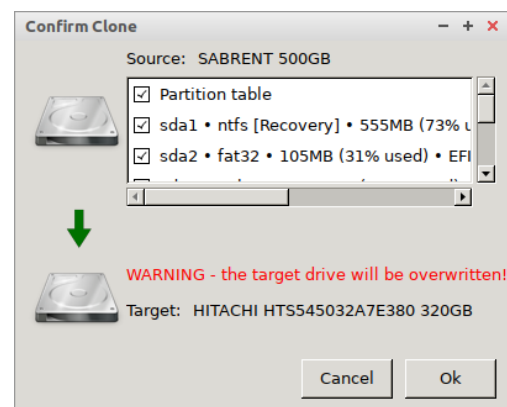 Confirm Clone
Source: SABRENT 500GB
Partition table
sda1 • ntfs [Recovery] • 555MB (73% u
sda2 • fat32 • 105MB (31% used) • EFI
WARNING - the target drive will be overwritten!
Target: HITACHI HTS545032A7E380 320GB
Cancel Ok